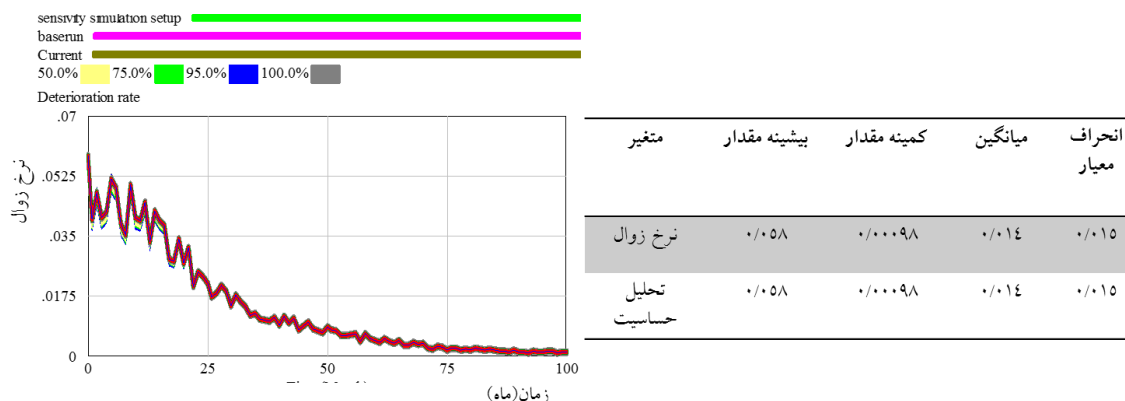 sensivity simulation setup
baserun
Current
50.0% 75.0% 95.0% 100.0%
Deterioration rate
.07
.0525
.035
.0175
0
نرخ زوال
0 25 50 75 100
زمان(ماه)
متغیر بیشینه مقدار کمینه مقدار میانگین انحراف معیار
نرخ زوال ۰/۰۵۸ ۰/۰۰۰۹۸ ۰/۰۱٤ ۰/۰۱۵
تحلیل حساسیت ۰/۰۵۸ ۰/۰۰۰۹۸ ۰/۰۱٤ ۰/۰۱۵